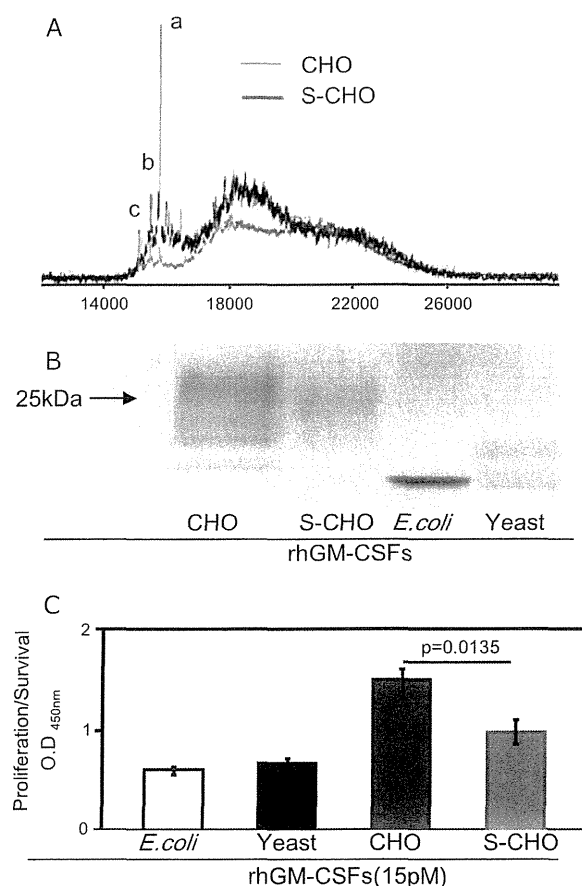 A
a
CHO
S-CHO
b
c
14000 18000 22000 26000
B
25kDa
CHO S-CHO E.coli Yeast
rhGM-CSFs
C
2
p=0.0135
Proliferation/Survival
O.D 450nm
1
0
E.coli Yeast CHO S-CHO
rhGM-CSFs(15pM)